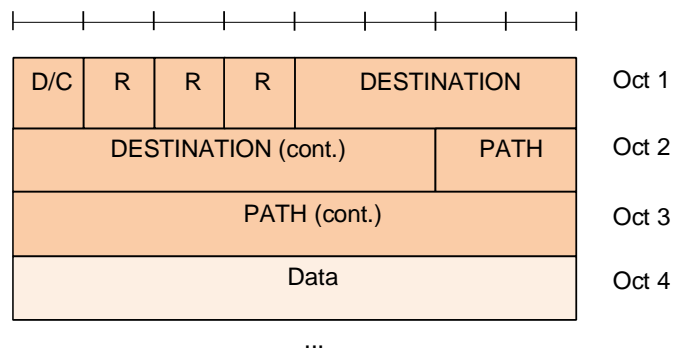 D/C R R R DESTINATION Oct 1
DESTINATION (cont.) PATH Oct 2
PATH (cont.) Oct 3
Data Oct 4
...